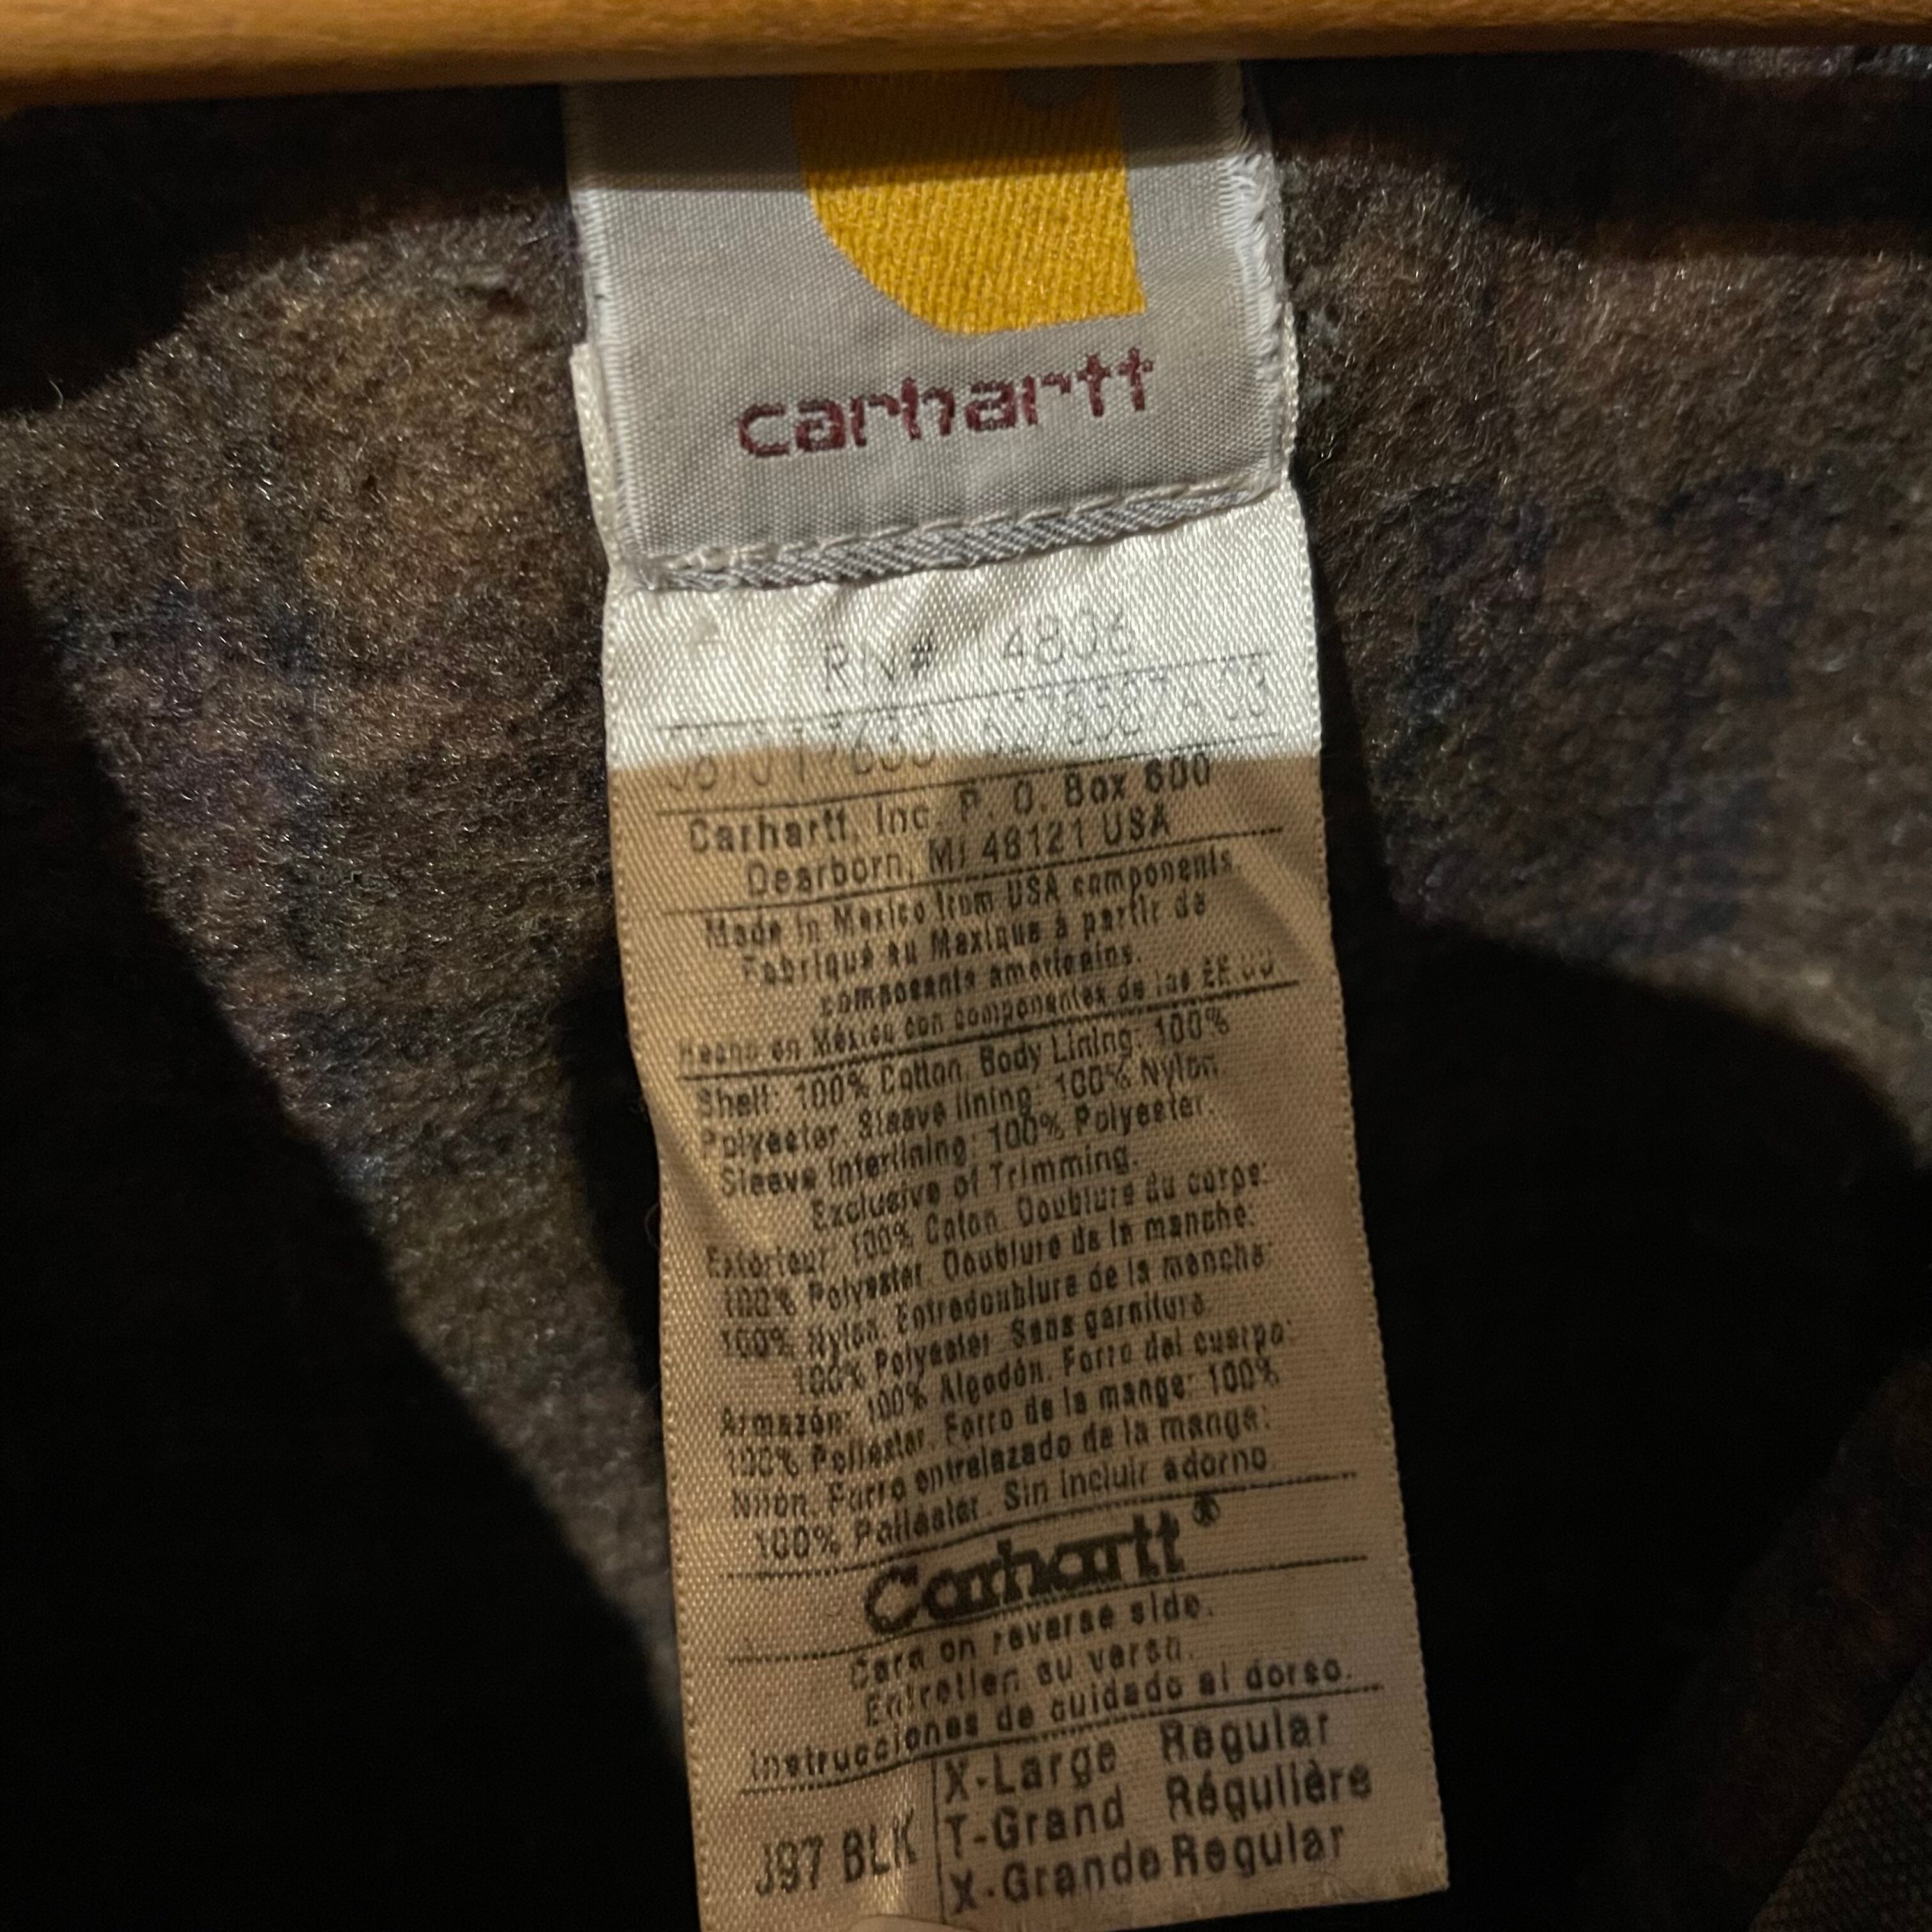 carhartt
RN# 14806
Carhartt, Inc. P. O. Box 600
Dearborn, MI 48121 USA
Made in Mexico from USA components
Fabriqué au Mexique à partir de
composants américains.
Hecho en México con componentes de las EE.UU.
Shell: 100% Cotton. Body Lining: 100%
Polyester. Sleeve lining: 100% Nylon.
Sleeve Interlining: 100% Polyester.
Exclusive of Trimming.
Extérieur: 100% Coton. Doublure du corps:
100% Polyester. Doublure de la manche:
100% Nylon. Entredoublure de la manche:
100% Polyester. Sans garniture.
Armazón: 100% Algodón. Forro del cuerpo:
100% Poliéster. Forro de la manga: 100%
Nilón. Forro entrelazado de la manga:
100% Poliéster. Sin incluir adorno.
Carhartt®
Care on reverse side.
Entretien au verso.
Instrucciones de cuidado al dorso.
X-Large Regular
J97 BLK T-Grand Régulière
X-Grande Regular